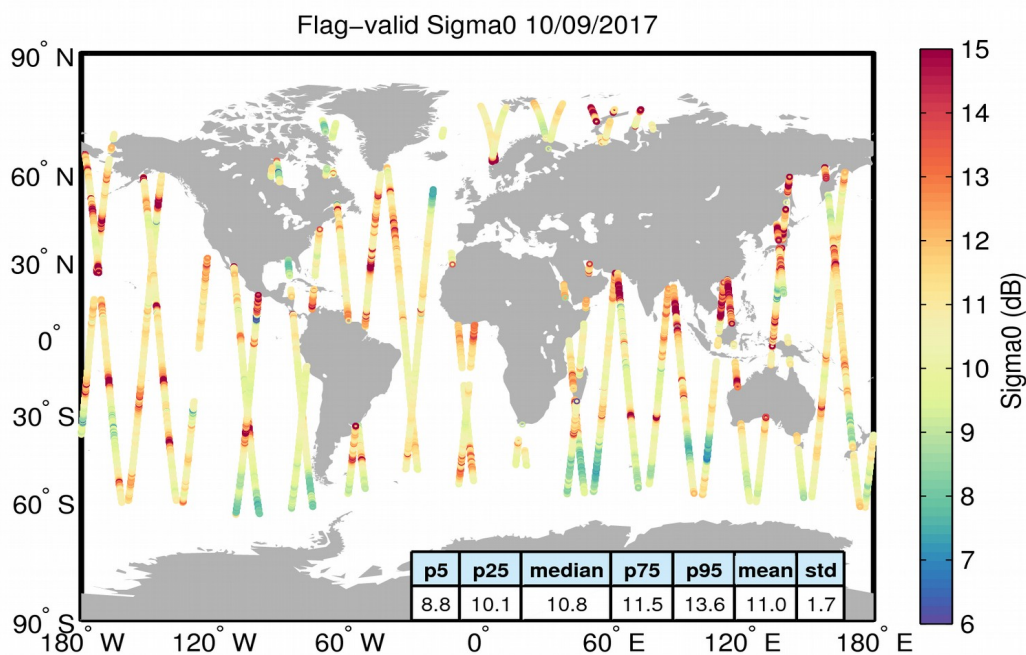 Flag−valid Sigma0 10/09/2017
90° N
60° N
30° N
0°
30° S
60° S
90° S
180° W
120° W
60° W
0°
60° E
120° E
180° E
p5 p25 median p75 p95 mean std
8.8 10.1 10.8 11.5 13.6 11.0 1.7
15
14
13
12
11
10
9
8
7
6
Sigma0 (dB)